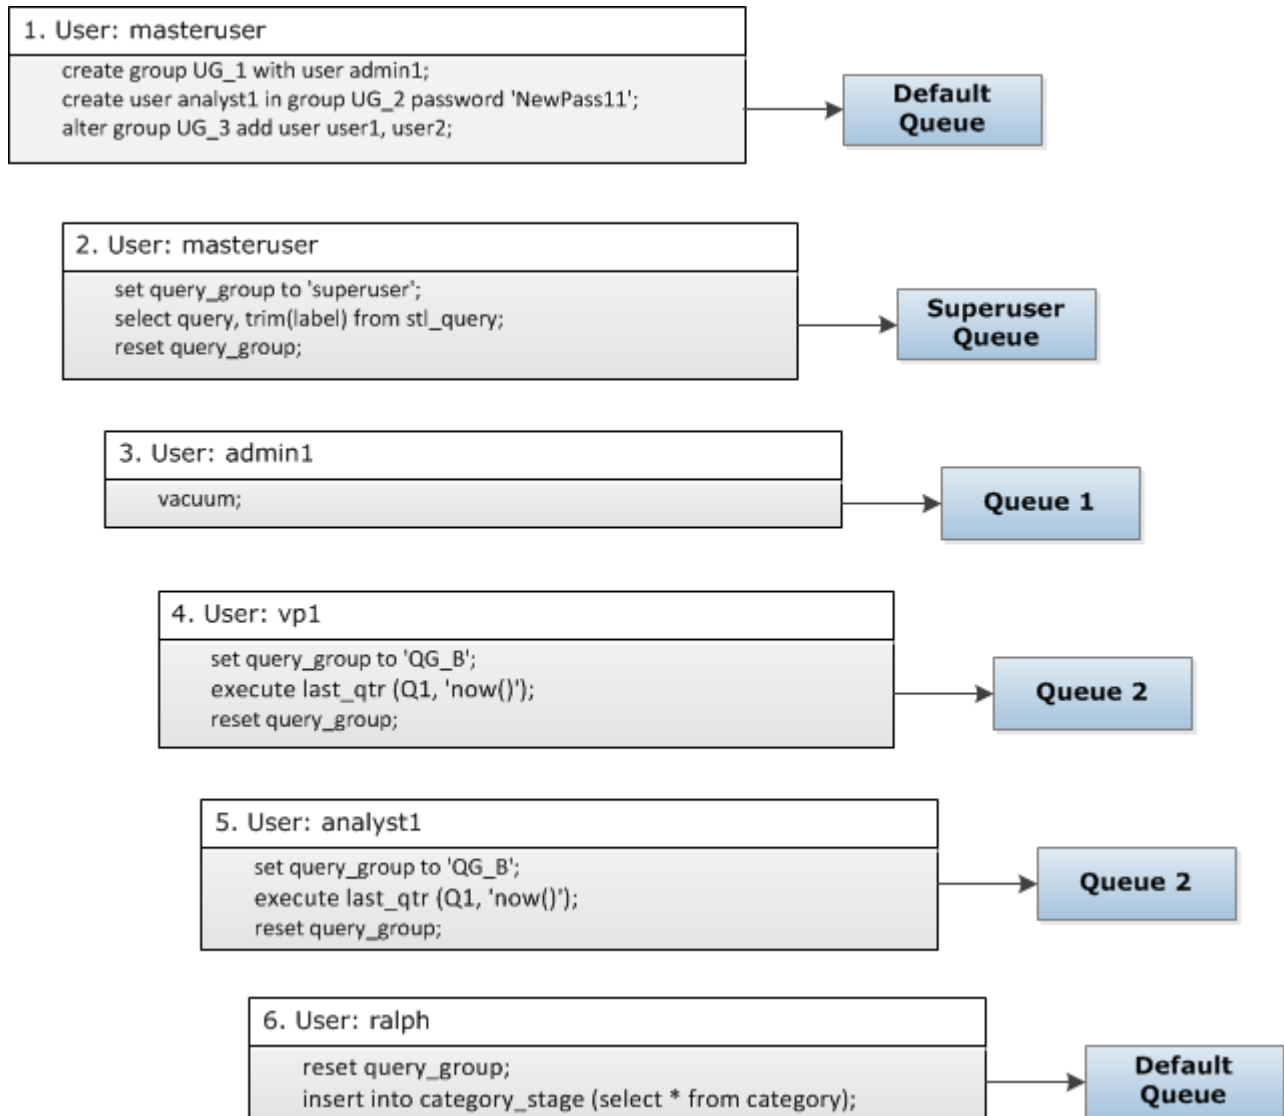 1. User: masteruser
create group UG_1 with user admin1;
create user analyst1 in group UG_2 password 'NewPass11';
alter group UG_3 add user user1, user2;
Default
Queue
2. User: masteruser
set query_group to 'superuser';
select query, trim(label) from stl_query;
reset query_group;
Superuser
Queue
3. User: admin1
vacuum;
Queue 1
4. User: vp1
set query_group to 'QG_B';
execute last_qtr (Q1, 'now()');
reset query_group;
Queue 2
5. User: analyst1
set query_group to 'QG_B';
execute last_qtr (Q1, 'now()');
reset query_group;
Queue 2
6. User: ralph
reset query_group;
insert into category_stage (select * from category);
Default
Queue